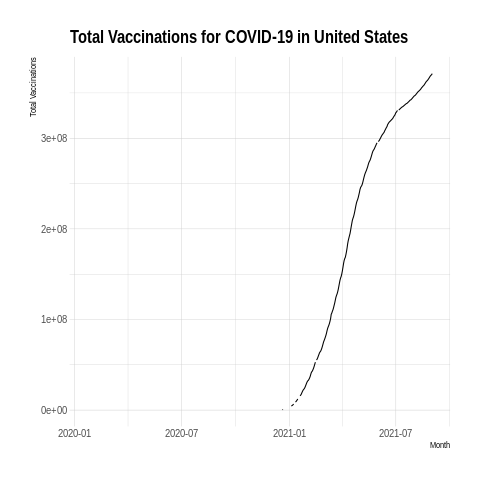 Total Vaccinations for COVID-19 in United States
Total Vaccinations
3e+08
2e+08
1e+08
0e+00
2020-01 2020-07 2021-01 2021-07
Month